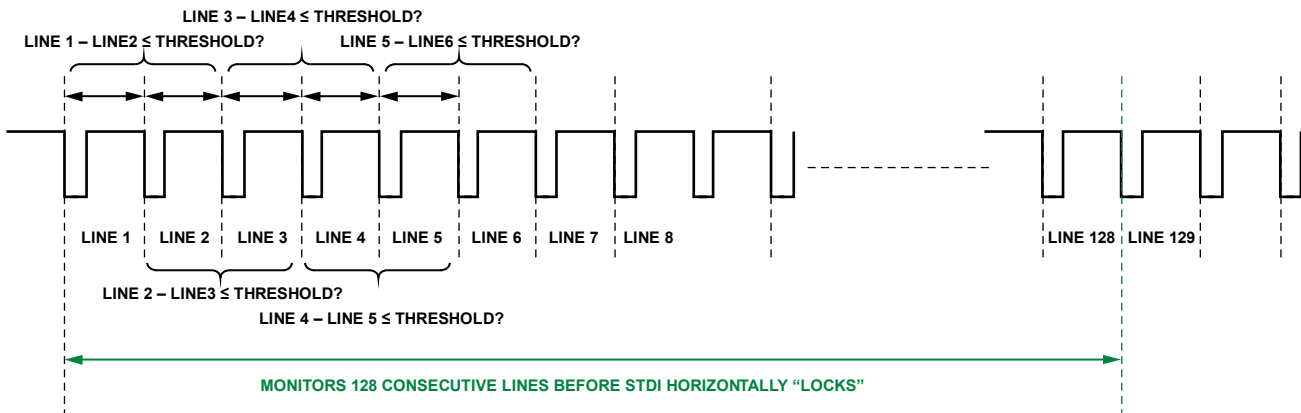 LINE 3 – LINE4 ≤ THRESHOLD?
LINE 1 – LINE2 ≤ THRESHOLD?
LINE 5 – LINE6 ≤ THRESHOLD?
LINE 1
LINE 2
LINE 3
LINE 4
LINE 5
LINE 6
LINE 7
LINE 8
LINE 128
LINE 129
LINE 2 – LINE3 ≤ THRESHOLD?
LINE 4 – LINE 5 ≤ THRESHOLD?
MONITORS 128 CONSECUTIVE LINES BEFORE STDI HORIZONTALLY “LOCKS”